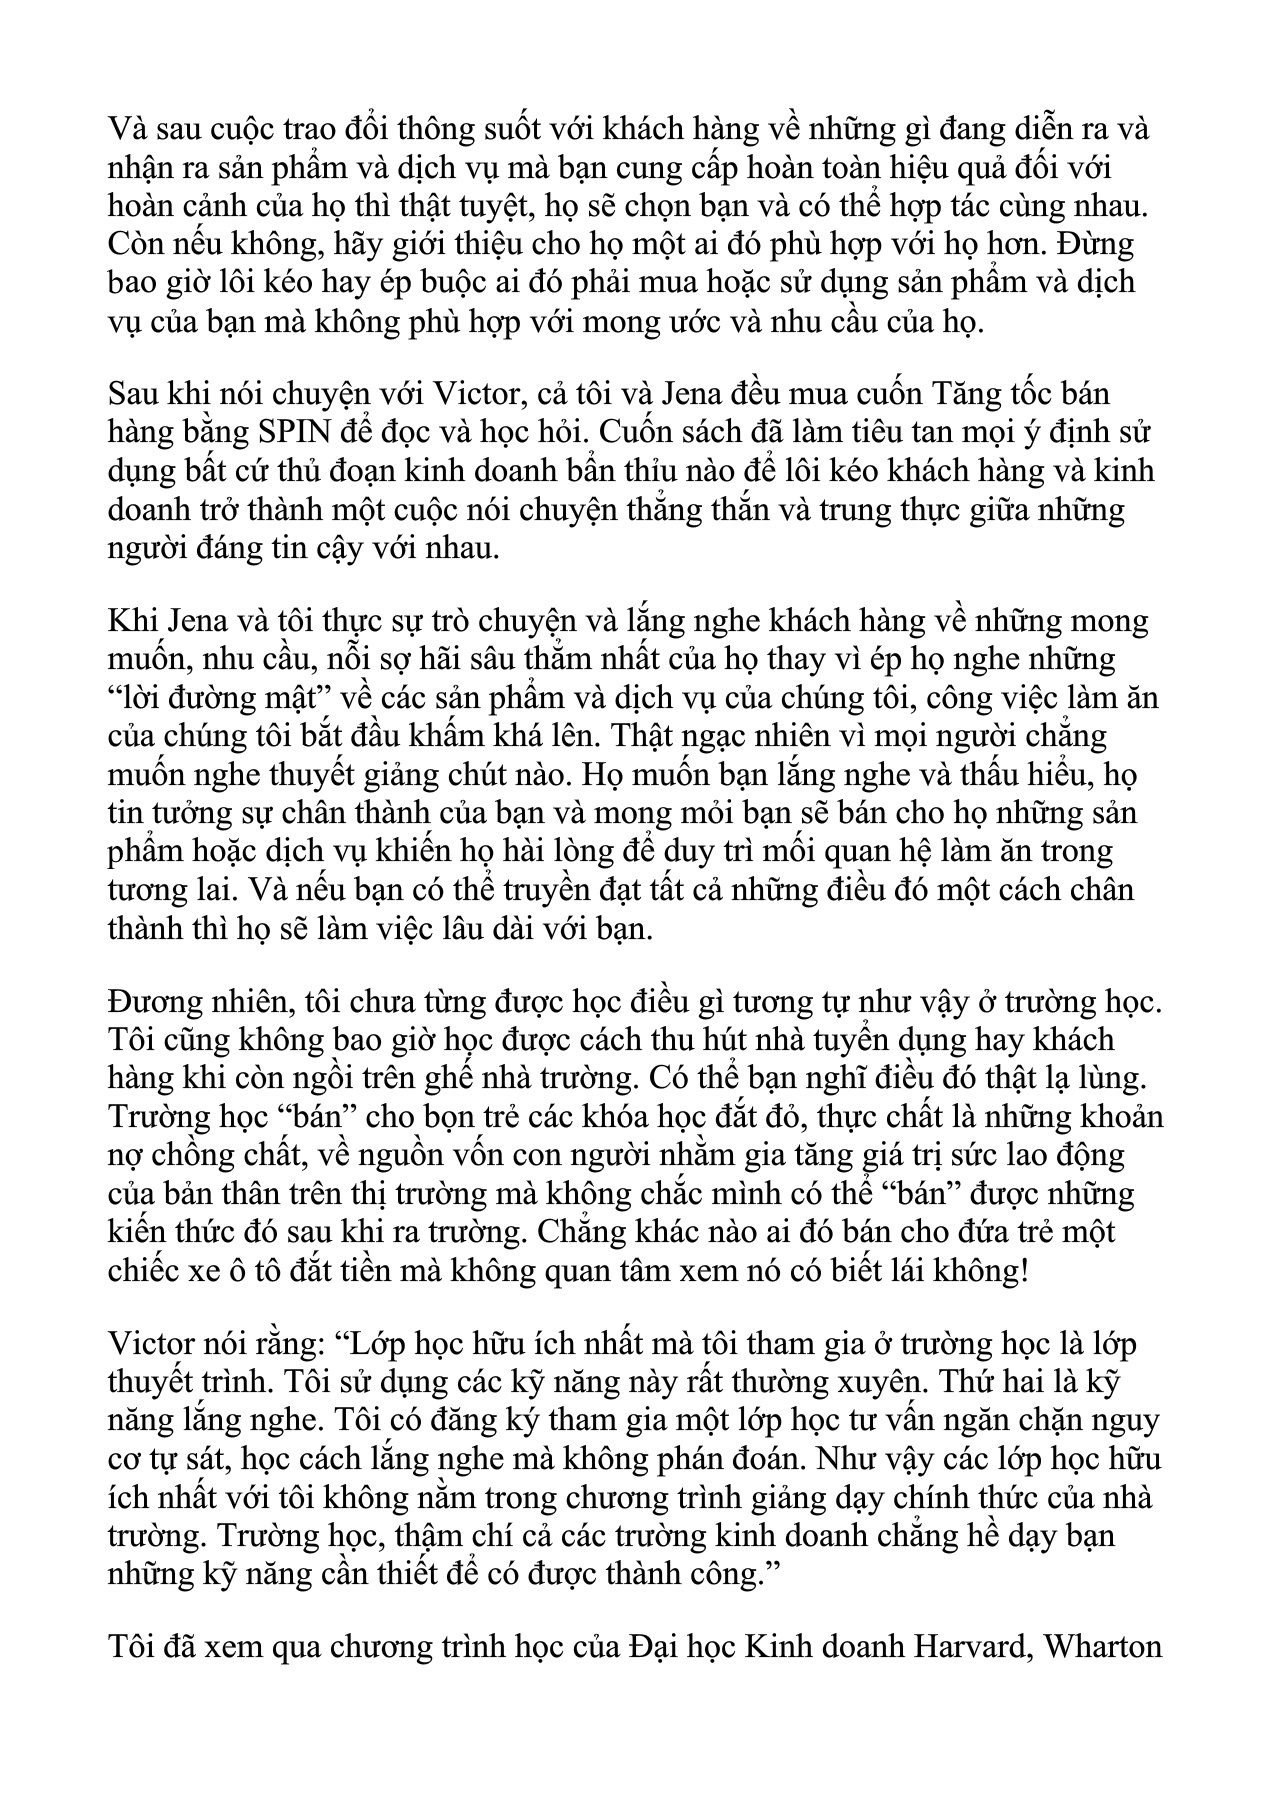 Và sau cuộc trao đổi thông suốt với khách hàng về những gì đang diễn ra và
nhận ra sản phẩm và dịch vụ mà bạn cung cấp hoàn toàn hiệu quả đối với
hoàn cảnh của họ thì thật tuyệt, họ sẽ chọn bạn và có thể hợp tác cùng nhau.
Còn nếu không, hãy giới thiệu cho họ một ai đó phù hợp với họ hơn. Đừng
bao giờ lôi kéo hay ép buộc ai đó phải mua hoặc sử dụng sản phẩm và dịch
vụ của bạn mà không phù hợp với mong ước và nhu cầu của họ.
Sau khi nói chuyện với Victor, cả tôi và Jena đều mua cuốn Tăng tốc bán
hàng bằng SPIN để đọc và học hỏi. Cuốn sách đã làm tiêu tan mọi ý định sử
dụng bất cứ thủ đoạn kinh doanh bẩn thỉu nào để lôi kéo khách hàng và kinh
doanh trở thành một cuộc nói chuyện thẳng thắn và trung thực giữa những
người đáng tin cậy với nhau.
Khi Jena và tôi thực sự trò chuyện và lắng nghe khách hàng về những mong
muốn, nhu cầu, nỗi sợ hãi sâu thẳm nhất của họ thay vì ép họ nghe những
“lời đường mật” về các sản phẩm và dịch vụ của chúng tôi, công việc làm ăn
của chúng tôi bắt đầu khấm khá lên. Thật ngạc nhiên vì mọi người chẳng
muốn nghe thuyết giảng chút nào. Họ muốn bạn lắng nghe và thấu hiểu, họ
tin tưởng sự chân thành của bạn và mong mỏi bạn sẽ bán cho họ những sản
phẩm hoặc dịch vụ khiến họ hài lòng để duy trì mối quan hệ làm ăn trong
tương lai. Và nếu bạn có thể truyền đạt tất cả những điều đó một cách chân
thành thì họ sẽ làm việc lâu dài với bạn.
Đương nhiên, tôi chưa từng được học điều gì tương tự như vậy ở trường học.
Tôi cũng không bao giờ học được cách thu hút nhà tuyển dụng hay khách
hàng khi còn ngồi trên ghế nhà trường. Có thể bạn nghĩ điều đó thật lạ lùng.
Trường học “bán” cho bọn trẻ các khóa học đắt đỏ, thực chất là những khoản
nợ chồng chất, về nguồn vốn con người nhằm gia tăng giá trị sức lao động
của bản thân trên thị trường mà không chắc mình có thể “bán” được những
kiến thức đó sau khi ra trường. Chẳng khác nào ai đó bán cho đứa trẻ một
chiếc xe ô tô đắt tiền mà không quan tâm xem nó có biết lái không!
Victor nói rằng: “Lớp học hữu ích nhất mà tôi tham gia ở trường học là lớp
thuyết trình. Tôi sử dụng các kỹ năng này rất thường xuyên. Thứ hai là kỹ
năng lắng nghe. Tôi có đăng ký tham gia một lớp học tư vấn ngăn chặn nguy
cơ tự sát, học cách lắng nghe mà không phán đoán. Như vậy các lớp học hữu
ích nhất với tôi không nằm trong chương trình giảng dạy chính thức của nhà
trường. Trường học, thậm chí cả các trường kinh doanh chẳng hề dạy bạn
những kỹ năng cần thiết để có được thành công.”
Tôi đã xem qua chương trình học của Đại học Kinh doanh Harvard, Wharton